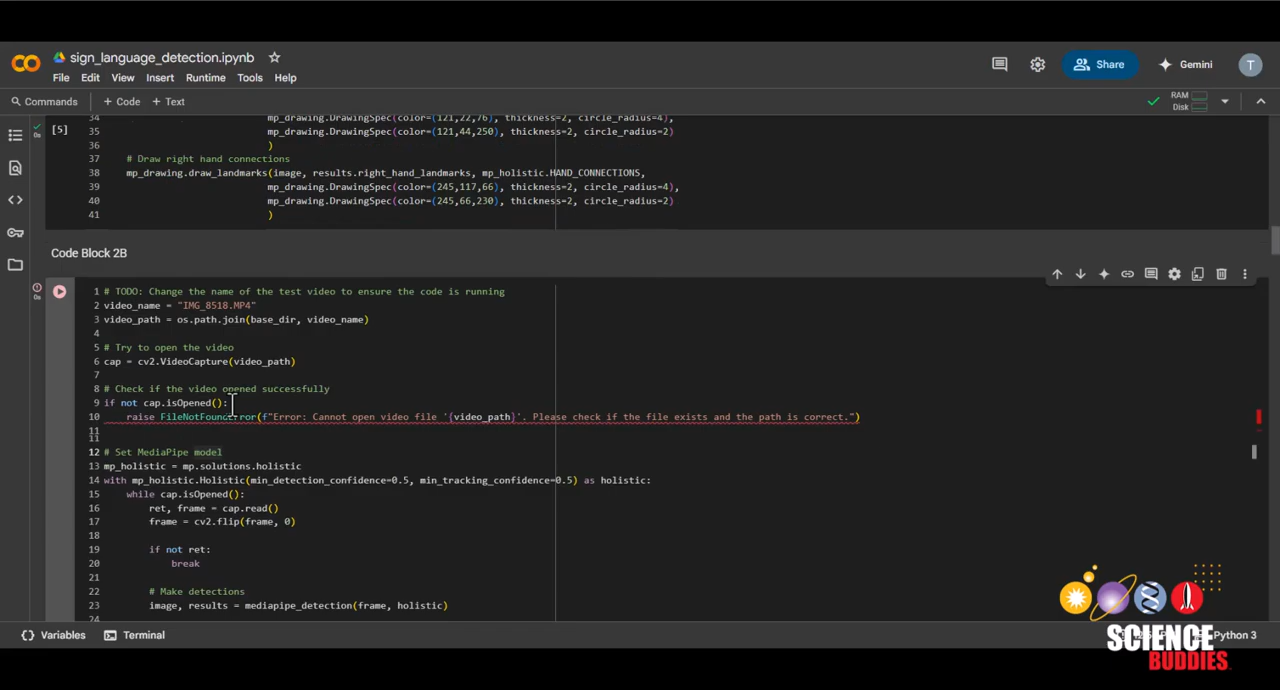 sign_language_detection.ipynb
File Edit View Insert Runtime Tools Help
Share
Gemini
T
Commands + Code + Text
RAM
Disk
[5]
0s
34 mp_drawing.DrawingSpec(color=(121,22,76), thickness=2, circle_radius=4),
35 mp_drawing.DrawingSpec(color=(121,44,250), thickness=2, circle_radius=2)
36 )
37 # Draw right hand connections
38 mp_drawing.draw_landmarks(image, results.right_hand_landmarks, mp_holistic.HAND_CONNECTIONS,
39 mp_drawing.DrawingSpec(color=(245,117,66), thickness=2, circle_radius=4),
40 mp_drawing.DrawingSpec(color=(245,66,230), thickness=2, circle_radius=2)
41 )
Code Block 2B
0s
1 # TODO: Change the name of the test video to ensure the code is running
2 video_name = "IMG_8518.MP4"
3 video_path = os.path.join(base_dir, video_name)
4
5 # Try to open the video
6 cap = cv2.VideoCapture(video_path)
7
8 # Check if the video opened successfully
9 if not cap.isOpened():
10 raise FileNotFoundError(f"Error: Cannot open video file '{video_path}'. Please check if the file exists and the path is correct.")
11
11
12 # Set MediaPipe model
13 mp_holistic = mp.solutions.holistic
14 with mp_holistic.Holistic(min_detection_confidence=0.5, min_tracking_confidence=0.5) as holistic:
15 while cap.isOpened():
16 ret, frame = cap.read()
17 frame = cv2.flip(frame, 0)
18
19 if not ret:
20 break
21
22 # Make detections
23 image, results = mediapipe_detection(frame, holistic)
24
Variables Terminal
Python 3
SCIENCE
BUDDIES